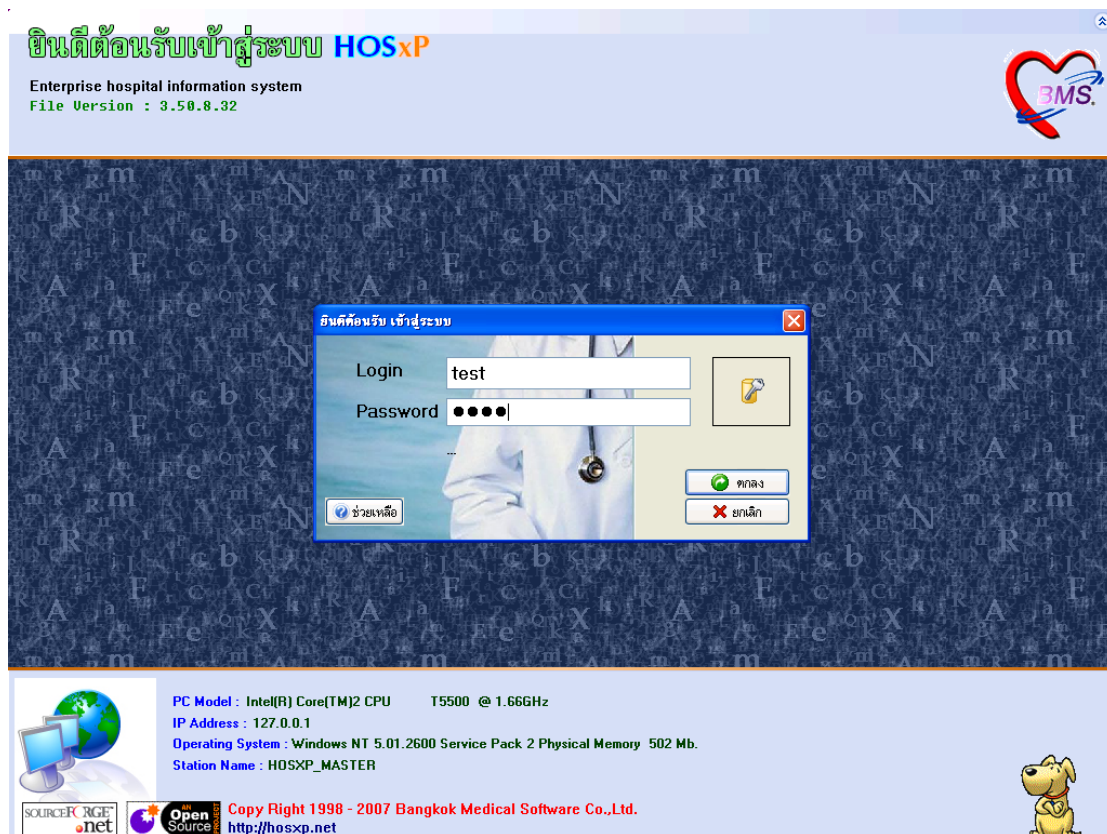 ยินดีต้อนรับเข้าสู่ระบบ HOSxP
Enterprise hospital information system
File Version : 3.50.8.32
BMS.
ยินดีต้อนรับ เข้าสู่ระบบ
Login test
Password ●●●●
...
ตกลง
ช่วยเหลือ
ยกเลิก
PC Model : Intel(R) Core(TM)2 CPU T5500 @ 1.66GHz
IP Address : 127.0.0.1
Operating System : Windows NT 5.01.2600 Service Pack 2 Physical Memory 502 Mb.
Station Name : HOSXP_MASTER
SOURCEFORGE .net
AN Open Source PROJECT
Copy Right 1998 - 2007 Bangkok Medical Software Co.,Ltd.
http://hosxp.net